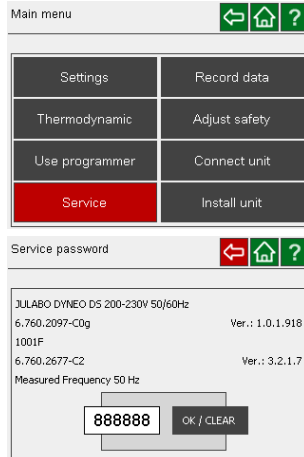 Main menu ?
Settings Record data
Thermodynamic Adjust safety
Use programmer Connect unit
Service Install unit
Service password ?
JULABO DYNEO DS 200-230V 50/60Hz
6.760.2097-C0g Ver.: 1.0.1.918
1001F
6.760.2677-C2 Ver.: 3.2.1.7
Measured Frequency 50 Hz
888888 OK / CLEAR